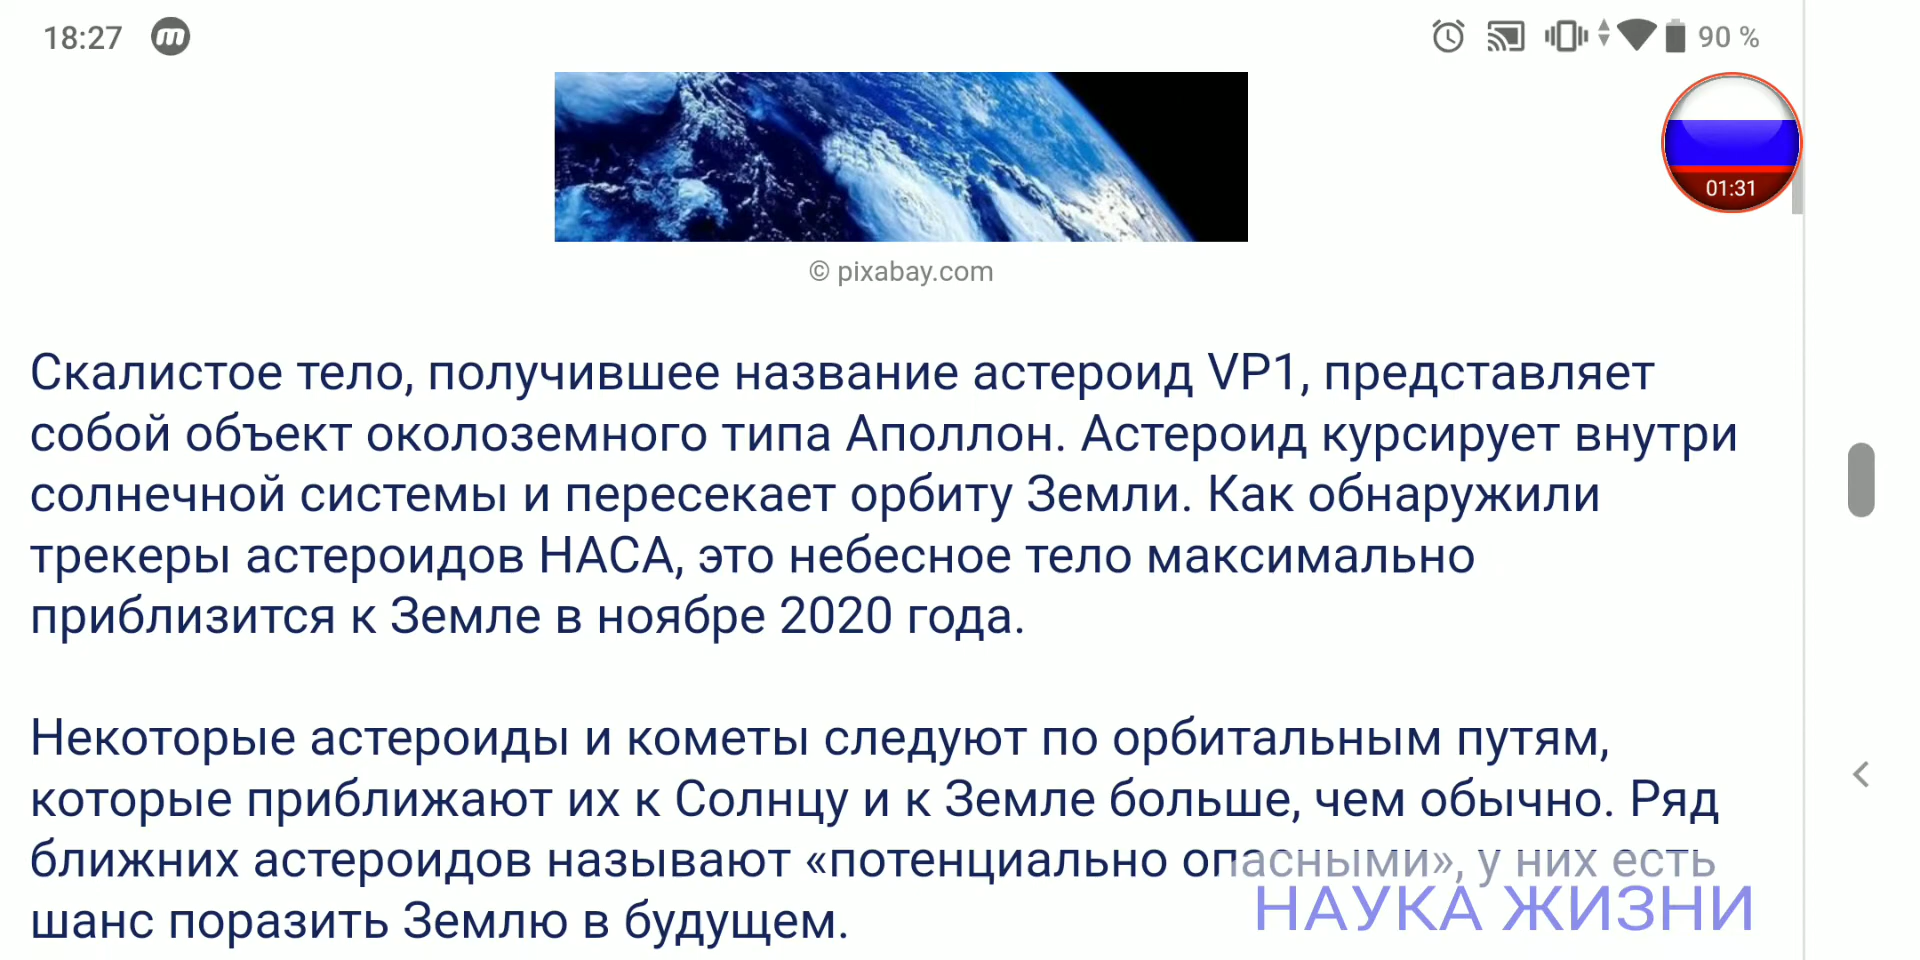 18:27
90 %
01:31
© pixabay.com
Скалистое тело, получившее название астероид VP1, представляет
собой объект околоземного типа Аполлон. Астероид курсирует внутри
солнечной системы и пересекает орбиту Земли. Как обнаружили
трекеры астероидов НАСА, это небесное тело максимально
приблизится к Земле в ноябре 2020 года.
Некоторые астероиды и кометы следуют по орбитальным путям,
которые приближают их к Солнцу и к Земле больше, чем обычно. Ряд
ближних астероидов называют «потенциально опасными», у них есть
шанс поразить Землю в будущем.
НАУКА ЖИЗНИ